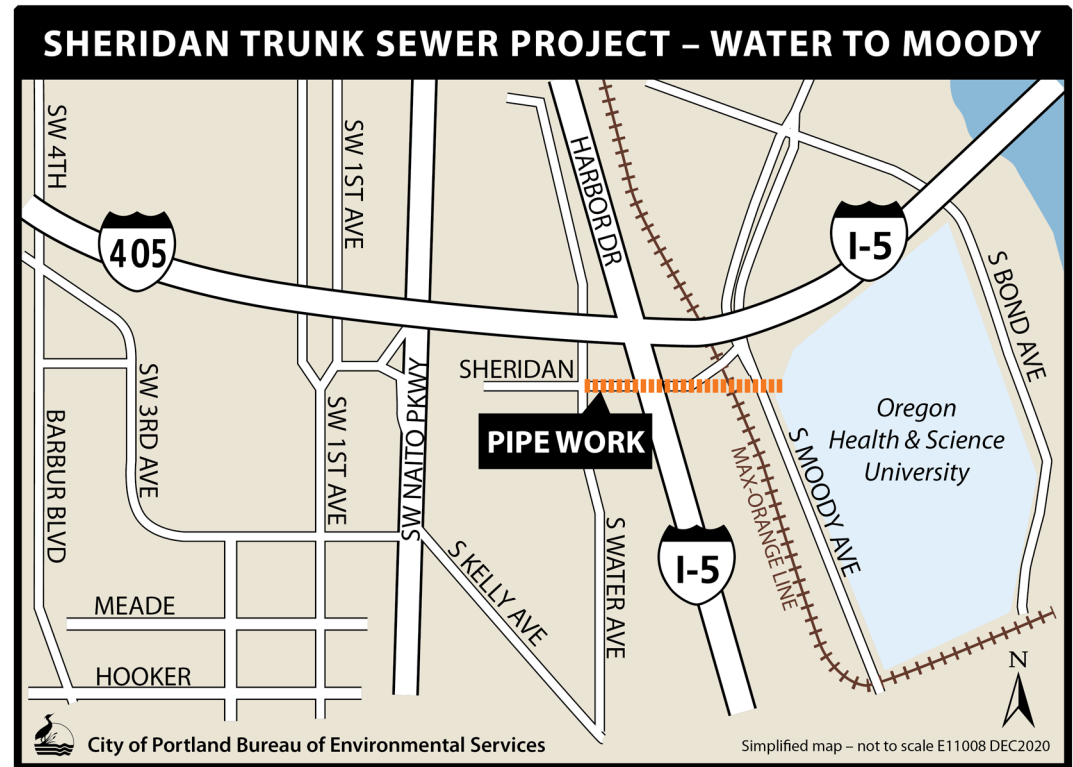 SHERIDAN TRUNK SEWER PROJECT – WATER TO MOODY
SW 4TH
SW 1ST AVE
HARBOR DR
405
I-5
S BOND AVE
SHERIDAN
SW NAITO PKWY
SW 3RD AVE
BARBUR BLVD
SW 1ST AVE
PIPE WORK
Oregon
Health & Science
University
S MOODY AVE
MAX-ORANGE LINE
S KELLY AVE
S WATER AVE
I-5
MEADE
HOOKER
N
City of Portland Bureau of Environmental Services
Simplified map – not to scale E11008 DEC2020